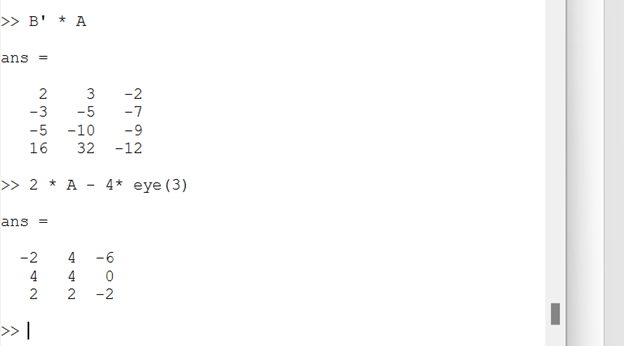 >> B' * A
ans =
2 3 -2
-3 -5 -7
-5 -10 -9
16 32 -12
>> 2 * A - 4* eye(3)
ans =
-2 4 -6
4 4 0
2 2 -2
>>